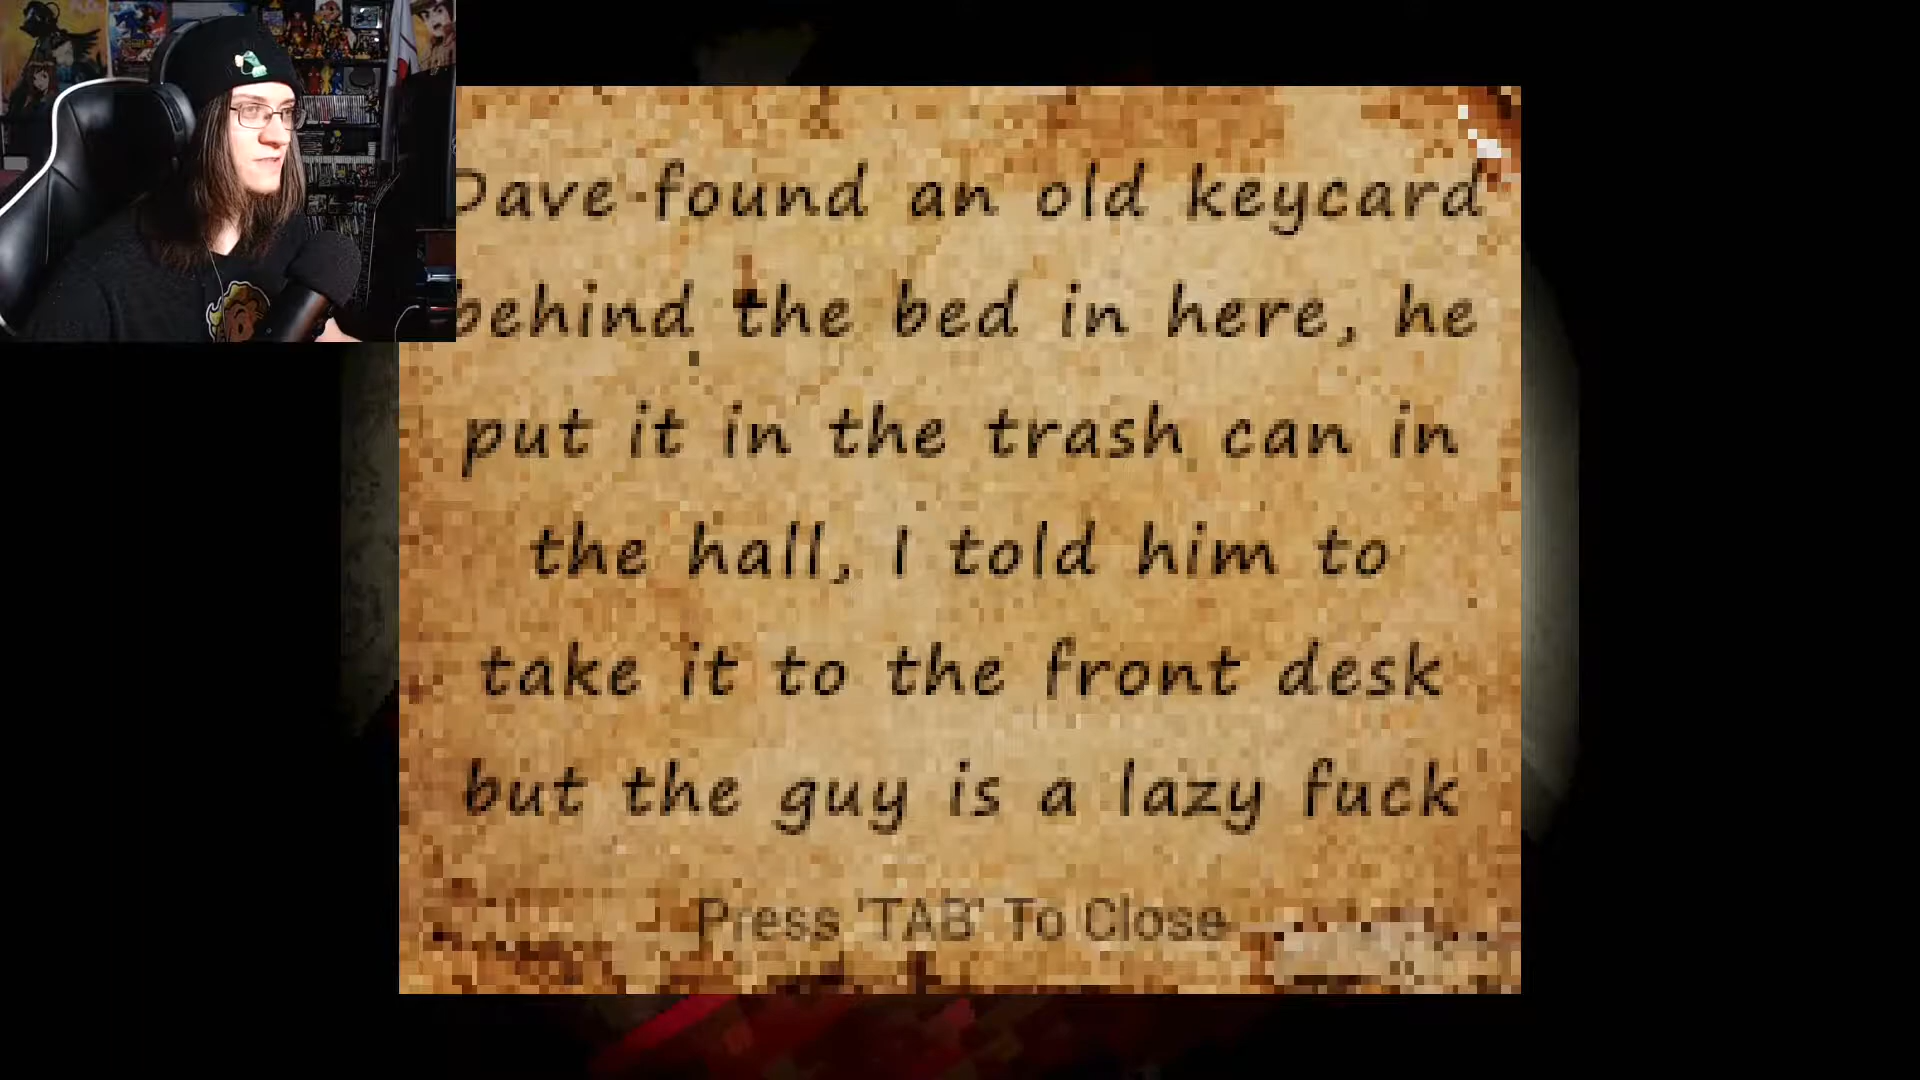 Dave found an old keycard
behind the bed in here, he
put it in the trash can in
the hall, I told him to
take it to the front desk
but the guy is a lazy fuck
Press 'TAB' To Close